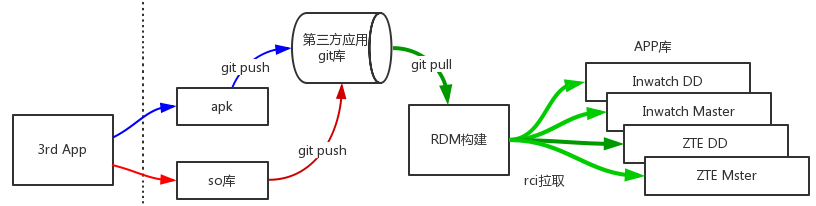 3rd App
apk
so库
git push
git push
第三方应用
git库
git pull
RDM构建
rci拉取
APP库
Inwatch DD
Inwatch Master
ZTE DD
ZTE Mster